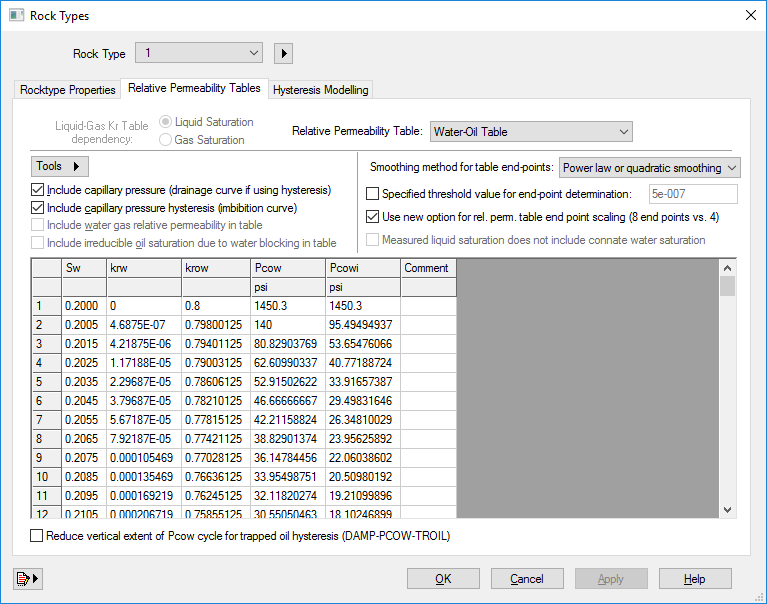 Rock Types
Rock Type 1
Rocktype Properties Relative Permeability Tables Hysteresis Modelling
Liquid-Gas Kr Table dependency:
Liquid Saturation
Gas Saturation
Relative Permeability Table: Water-Oil Table
Tools
Smoothing method for table end-points: Power law or quadratic smoothing
Include capillary pressure (drainage curve if using hysteresis)
Specified threshold value for end-point determination: 5e-007
Include capillary pressure hysteresis (imbibition curve)
Use new option for rel. perm. table end point scaling (8 end points vs. 4)
Include water gas relative permeability in table
Include irreducible oil saturation due to water blocking in table
Measured liquid saturation does not include connate water saturation
Sw krw krow Pcow Pcowi Comment
psi psi
1 0.2000 0 0.8 1450.3 1450.3
2 0.2005 4.6875E-07 0.79800125 140 95.49494937
3 0.2015 4.21875E-06 0.79401125 80.82903769 53.65476066
4 0.2025 1.17188E-05 0.79003125 62.60990337 40.77188724
5 0.2035 2.29687E-05 0.78606125 52.91502622 33.91657387
6 0.2045 3.79687E-05 0.78210125 46.66666667 29.49831646
7 0.2055 5.67187E-05 0.77815125 42.21158824 26.34810029
8 0.2065 7.92187E-05 0.77421125 38.82901374 23.95625892
9 0.2075 0.000105469 0.77028125 36.14784456 22.06038602
10 0.2085 0.000135469 0.76636125 33.95498751 20.50980192
11 0.2095 0.000169219 0.76245125 32.11820274 19.21099896
12 0.2105 0.000206719 0.75855125 30.55050463 18.10246899
Reduce vertical extent of Pcow cycle for trapped oil hysteresis (DAMP-PCOW-TROIL)
OK Cancel Apply Help